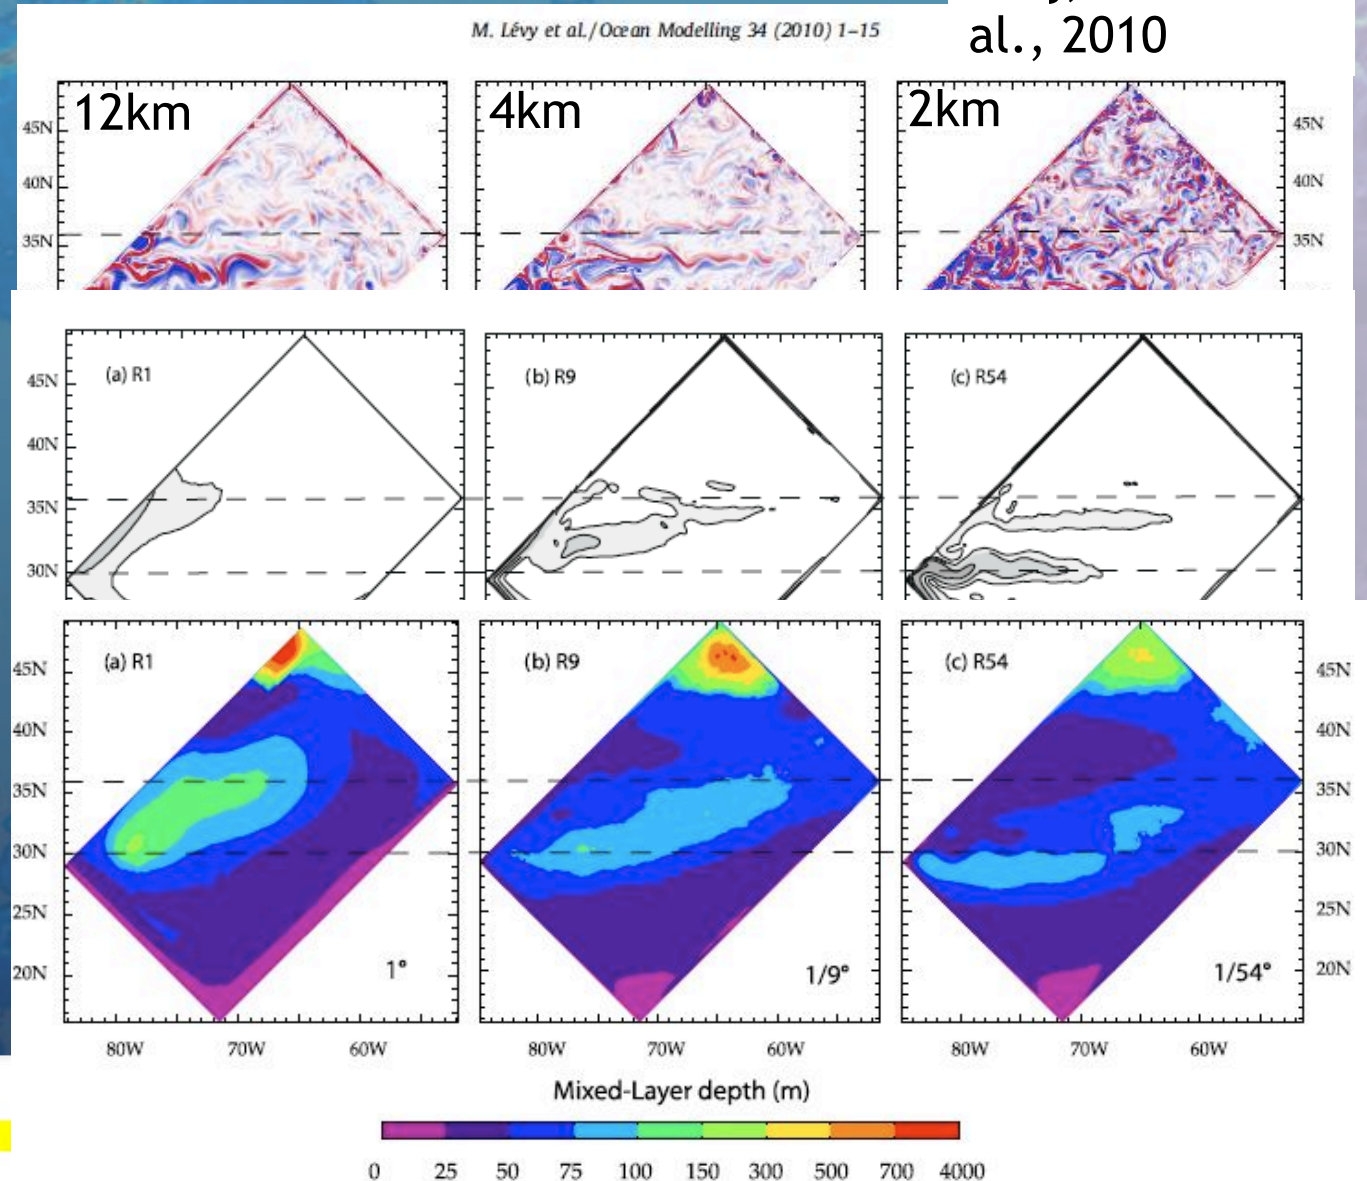 M. Lévy et al. / Ocean Modelling 34 (2010) 1–15
al., 2010
12km
4km
2km
45N
40N
35N
45N
40N
35N
(a) R1
(b) R9
(c) R54
45N
40N
35N
30N
(a) R1
(b) R9
(c) R54
45N
40N
35N
30N
25N
20N
45N
40N
35N
30N
25N
20N
1°
1/9°
1/54°
80W 70W 60W
80W 70W 60W
80W 70W 60W
Mixed-Layer depth (m)
0 25 50 75 100 150 300 500 700 4000